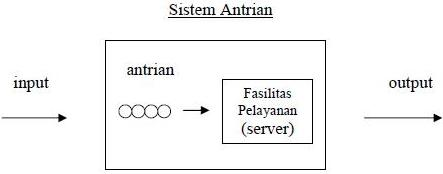 Sistem Antrian
input
antrian
Fasilitas
Pelayanan
(server)
output